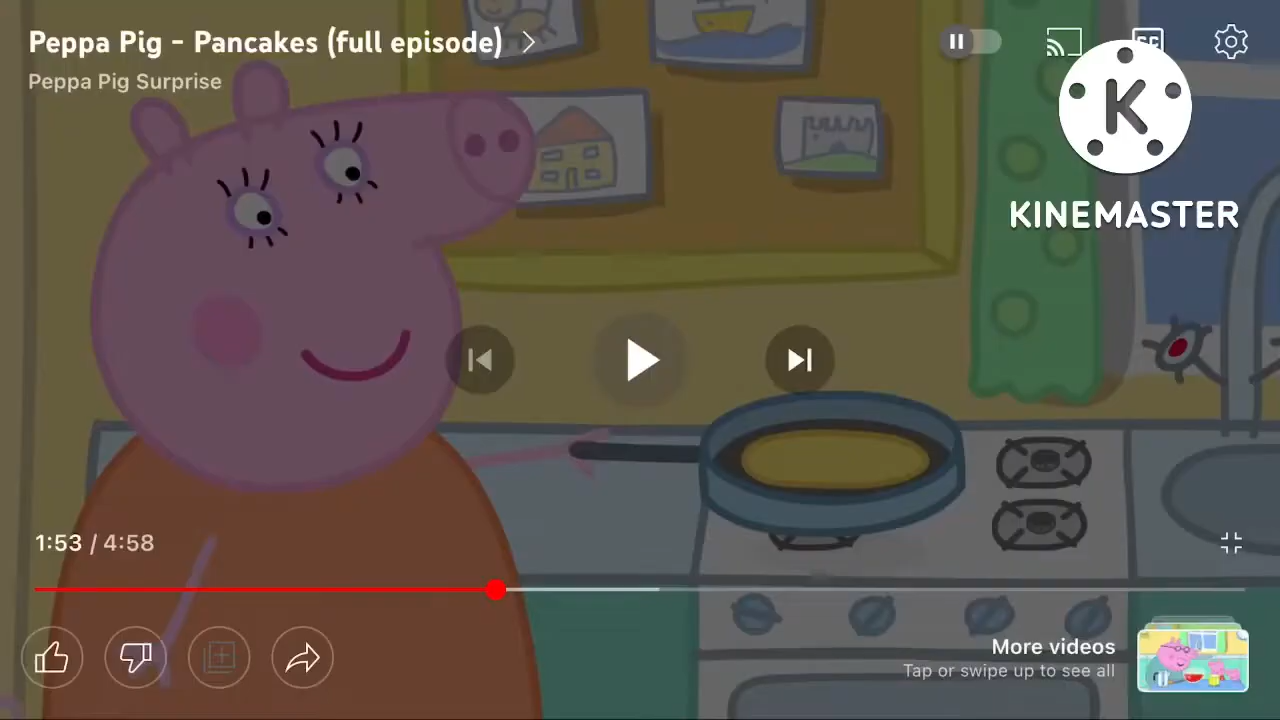 Peppa Pig - Pancakes (full episode)
Peppa Pig Surprise
CC
K
KINEMASTER
1:53 / 4:58
More videos
Tap or swipe up to see all